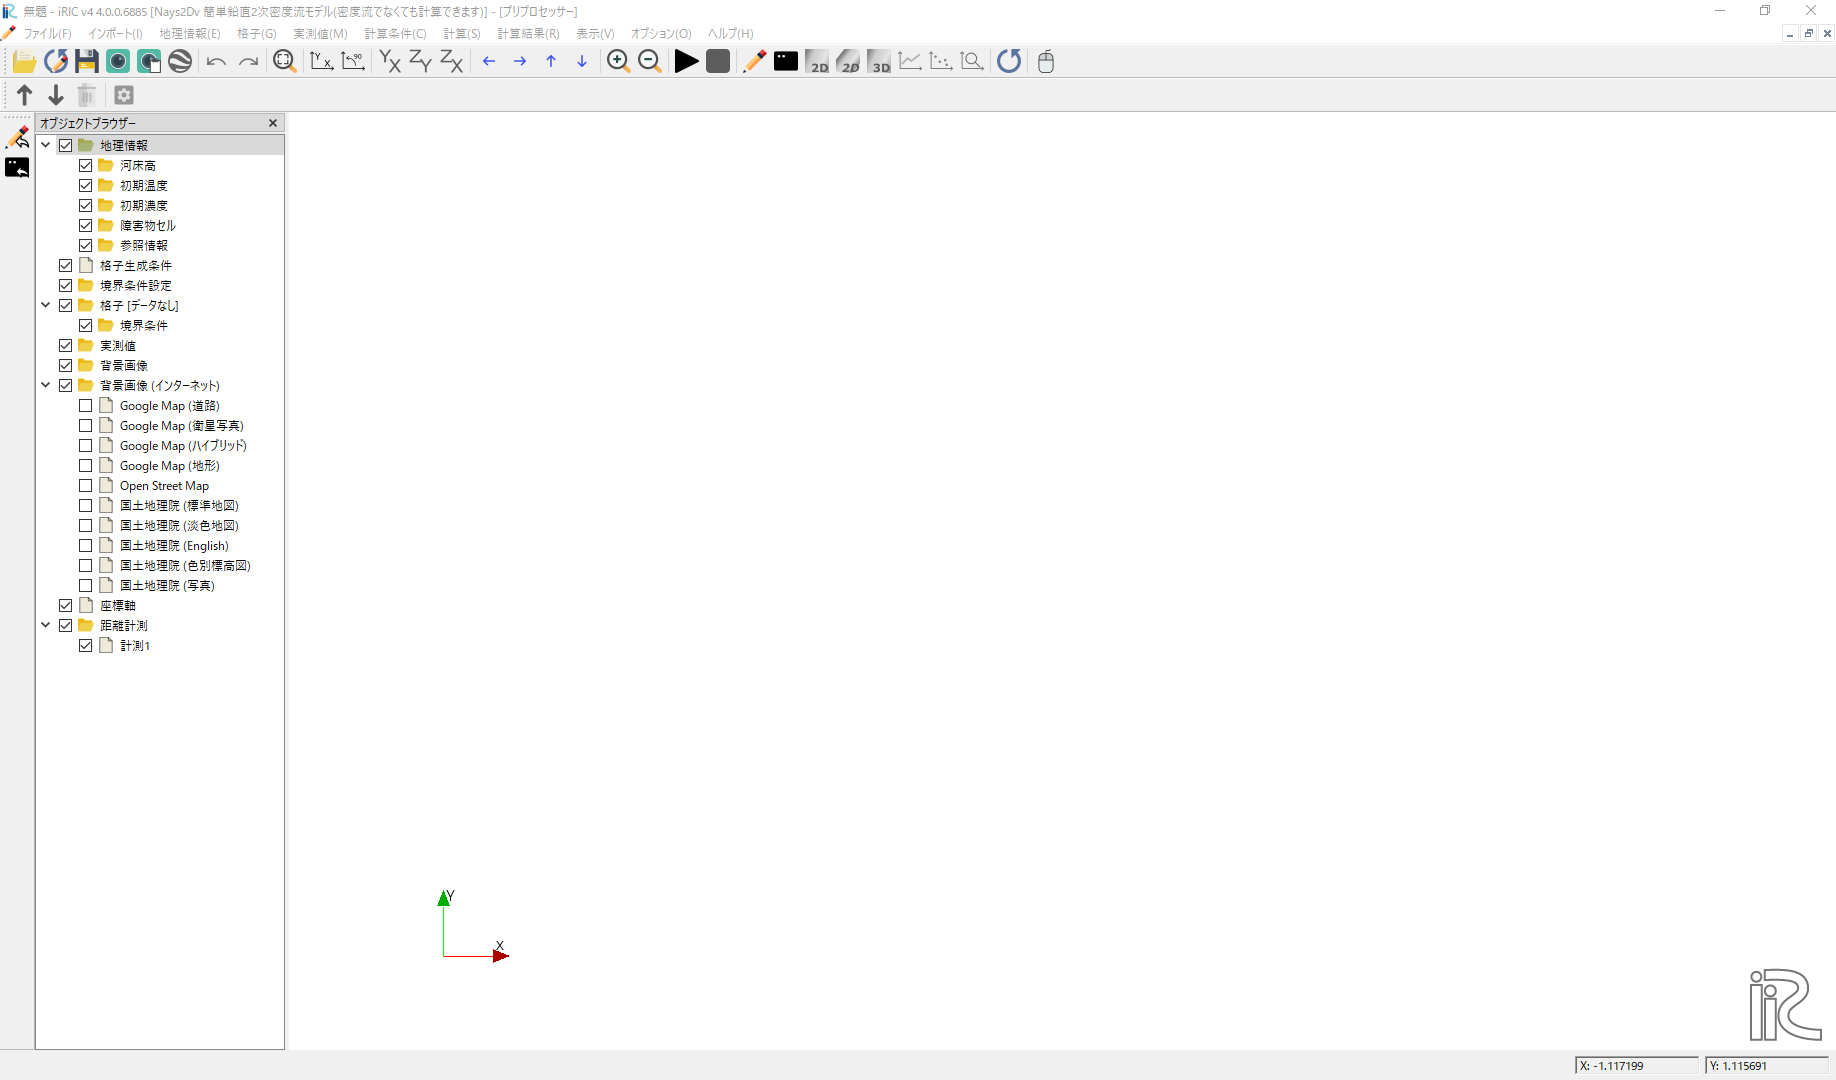 無題 - iRIC v4 4.0.0.6885 [Nays2Dv 簡単鉛直2次密度流モデル(密度流でなくても計算できます)] - [プリプロセッサー]
ファイル(F) インポート(I) 地理情報(E) 格子(G) 実測値(M) 計算条件(C) 計算(S) 計算結果(R) 表示(V) オプション(O) ヘルプ(H)
Y X -90 YX ZY ZX 2D 2D 3D
オブジェクトブラウザー
地理情報
河床高
初期温度
初期濃度
障害物セル
参照情報
格子生成条件
境界条件設定
格子 [データなし]
境界条件
実測値
背景画像
背景画像 (インターネット)
Google Map (道路)
Google Map (衛星写真)
Google Map (ハイブリッド)
Google Map (地形)
Open Street Map
国土地理院 (標準地図)
国土地理院 (淡色地図)
国土地理院 (English)
国土地理院 (色別標高図)
国土地理院 (写真)
座標軸
距離計測
計測1
Y
X
iRIC
X: -1.117199 Y: 1.115691